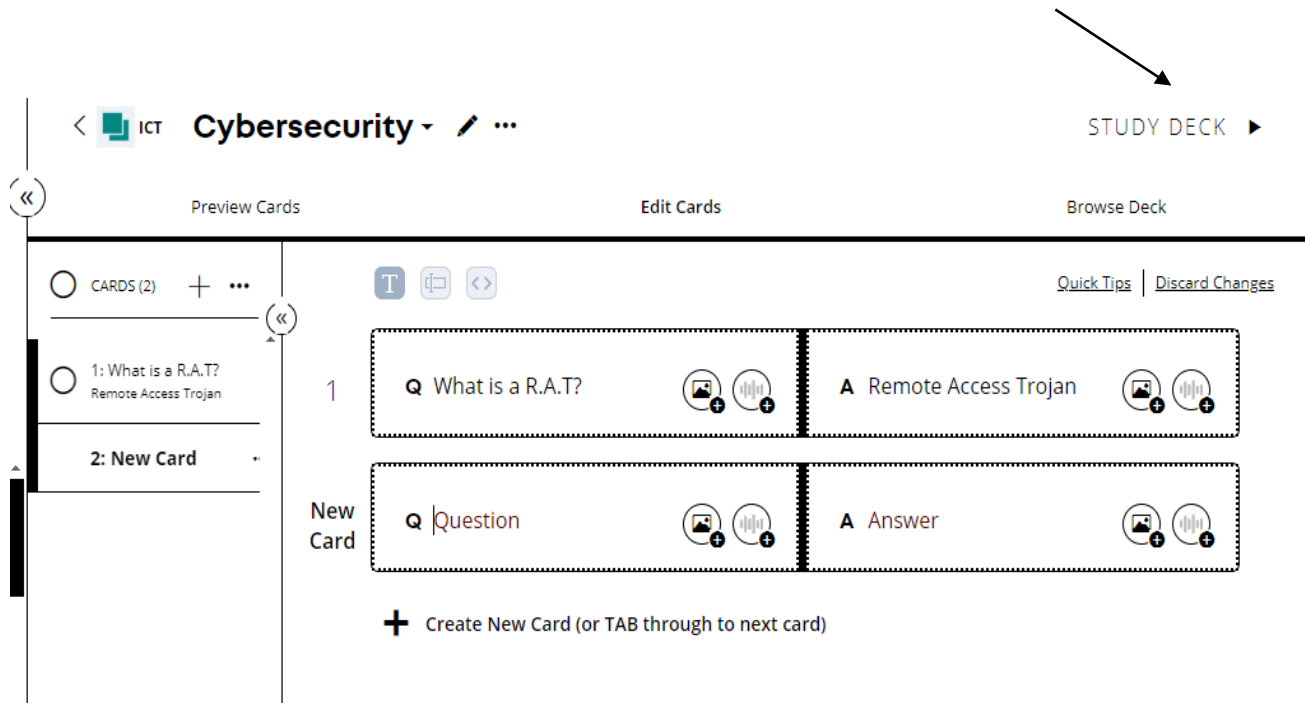 ICT Cybersecurity STUDY DECK
Preview Cards Edit Cards Browse Deck
CARDS (2)
T
Quick Tips Discard Changes
1: What is a R.A.T?
Remote Access Trojan
2: New Card
1 Q What is a R.A.T? A Remote Access Trojan
New Card Q Question A Answer
Create New Card (or TAB through to next card)